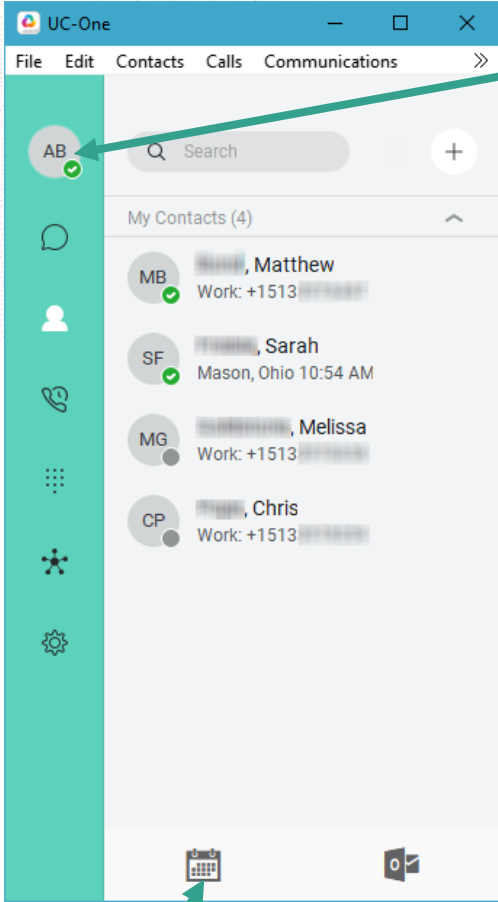 UC-One
File Edit Contacts Calls Communications
AB
Search
My Contacts (4)
MB
, Matthew
Work: +1513
SF
, Sarah
Mason, Ohio 10:54 AM
MG
, Melissa
Work: +1513
CP
, Chris
Work: +1513